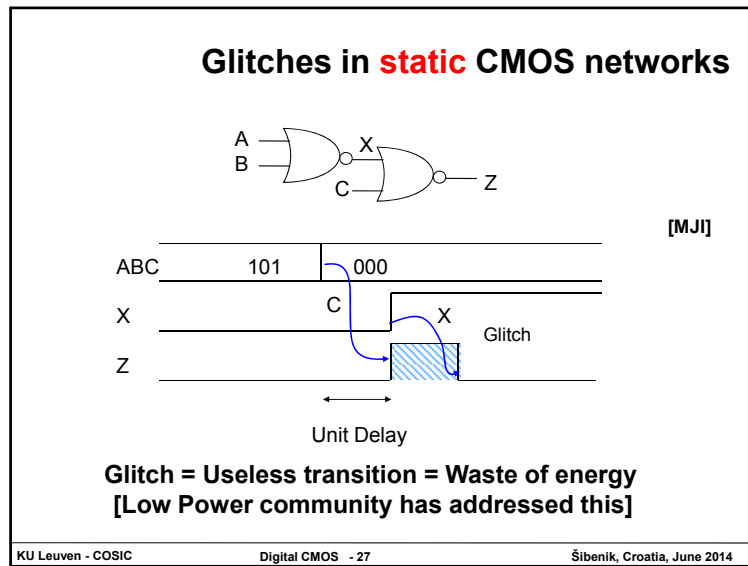 Glitches in static CMOS networks
A
B
X
C
Z
[MJI]
ABC 101 000
C
X X
Glitch
Z
Unit Delay
Glitch = Useless transition = Waste of energy
[Low Power community has addressed this]
KU Leuven - COSIC Digital CMOS - 27 Šibenik, Croatia, June 2014